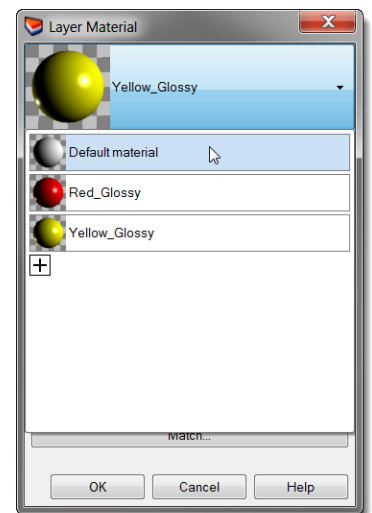 Layer Material
Yellow_Glossy
Default material
Red_Glossy
Yellow_Glossy
Match...
OK Cancel Help